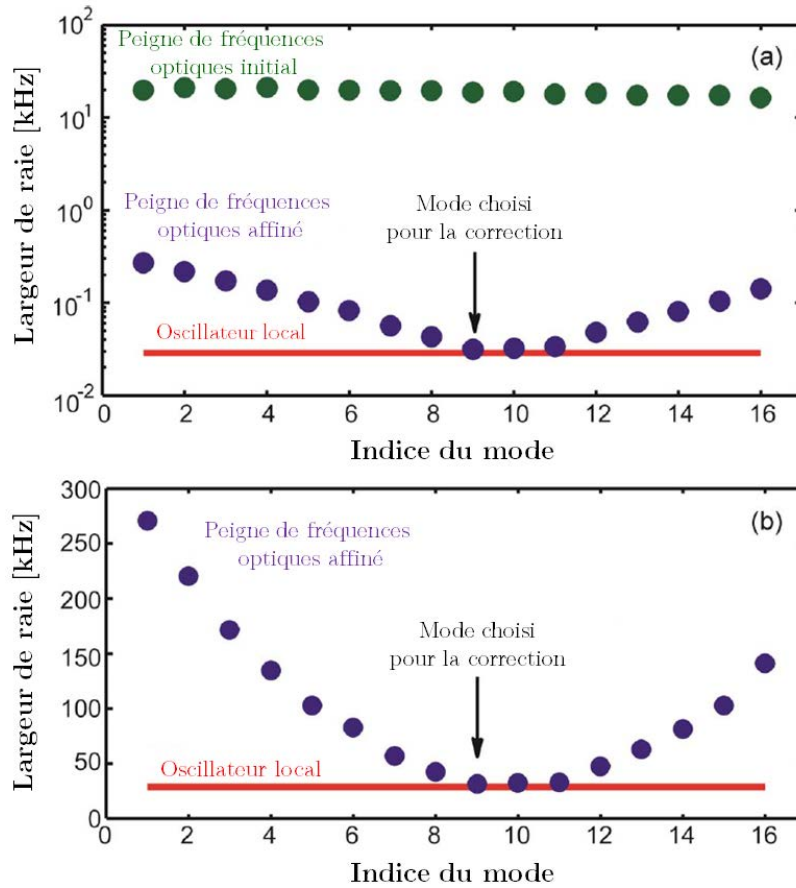 10²
Peigne de fréquences
optiques initial
(a)
10¹
Largeur de raie [kHz]
Peigne de fréquences
optiques affiné
Mode choisi
pour la correction
10⁰
10⁻¹
Oscillateur local
10⁻²
0 2 4 6 8 10 12 14 16
Indice du mode
300
(b)
Peigne de fréquences
optiques affiné
250
200
Largeur de raie [kHz]
Mode choisi
pour la correction
150
100
50
Oscillateur local
0
0 2 4 6 8 10 12 14 16
Indice du mode